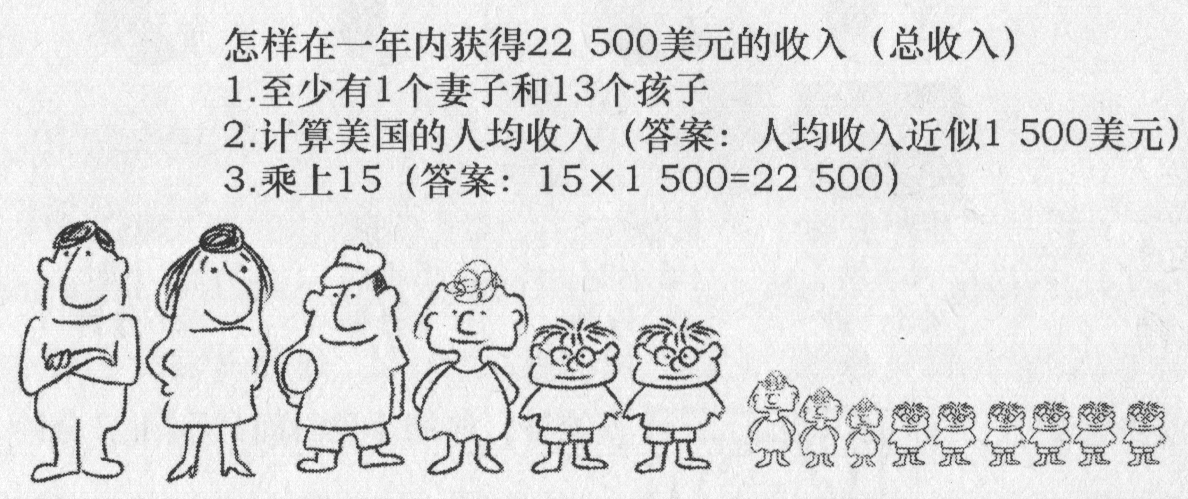 怎样在一年内获得22 500美元的收入（总收入）
1.至少有1个妻子和13个孩子
2.计算美国的人均收入（答案：人均收入近似1 500美元）
3.乘上15（答案：15×1 500=22 500）